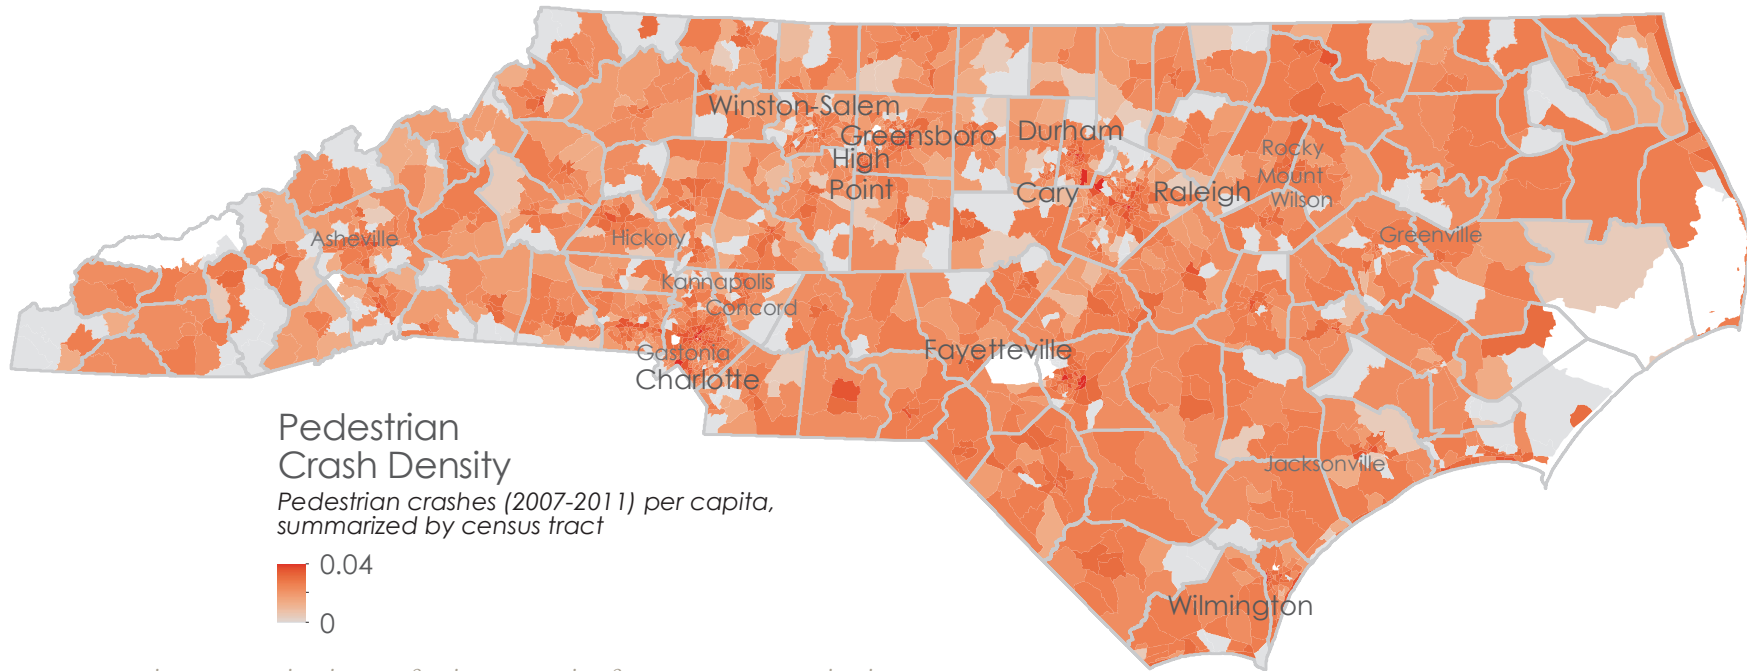 Winston-Salem
Greensboro
High
Point
Durham
Cary
Raleigh
Rocky
Mount
Wilson
Asheville
Hickory
Greenville
Kannapolis
Concord
Gastonia
Charlotte
Fayetteville
Jacksonville
Wilmington
Pedestrian
Crash Density
Pedestrian crashes (2007-2011) per capita,
summarized by census tract
0.04
0